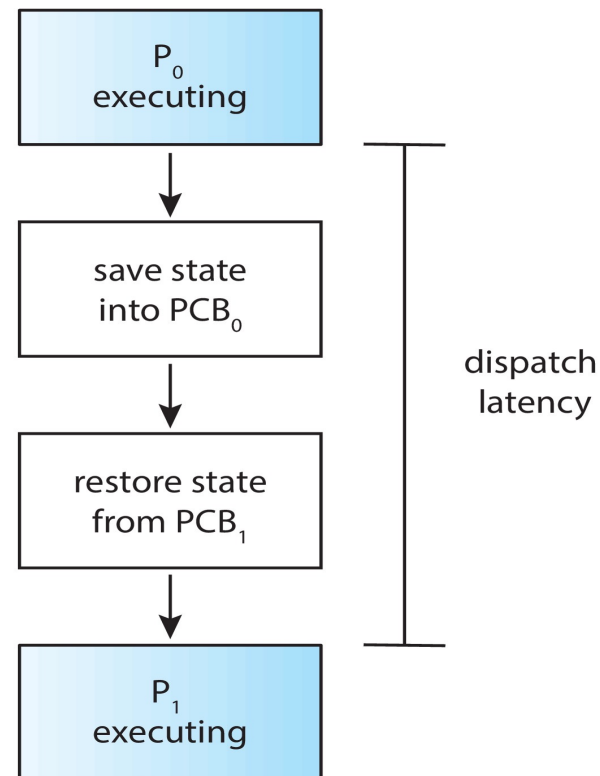 P₀
executing
save state
into PCB₀
restore state
from PCB₁
P₁
executing
dispatch
latency